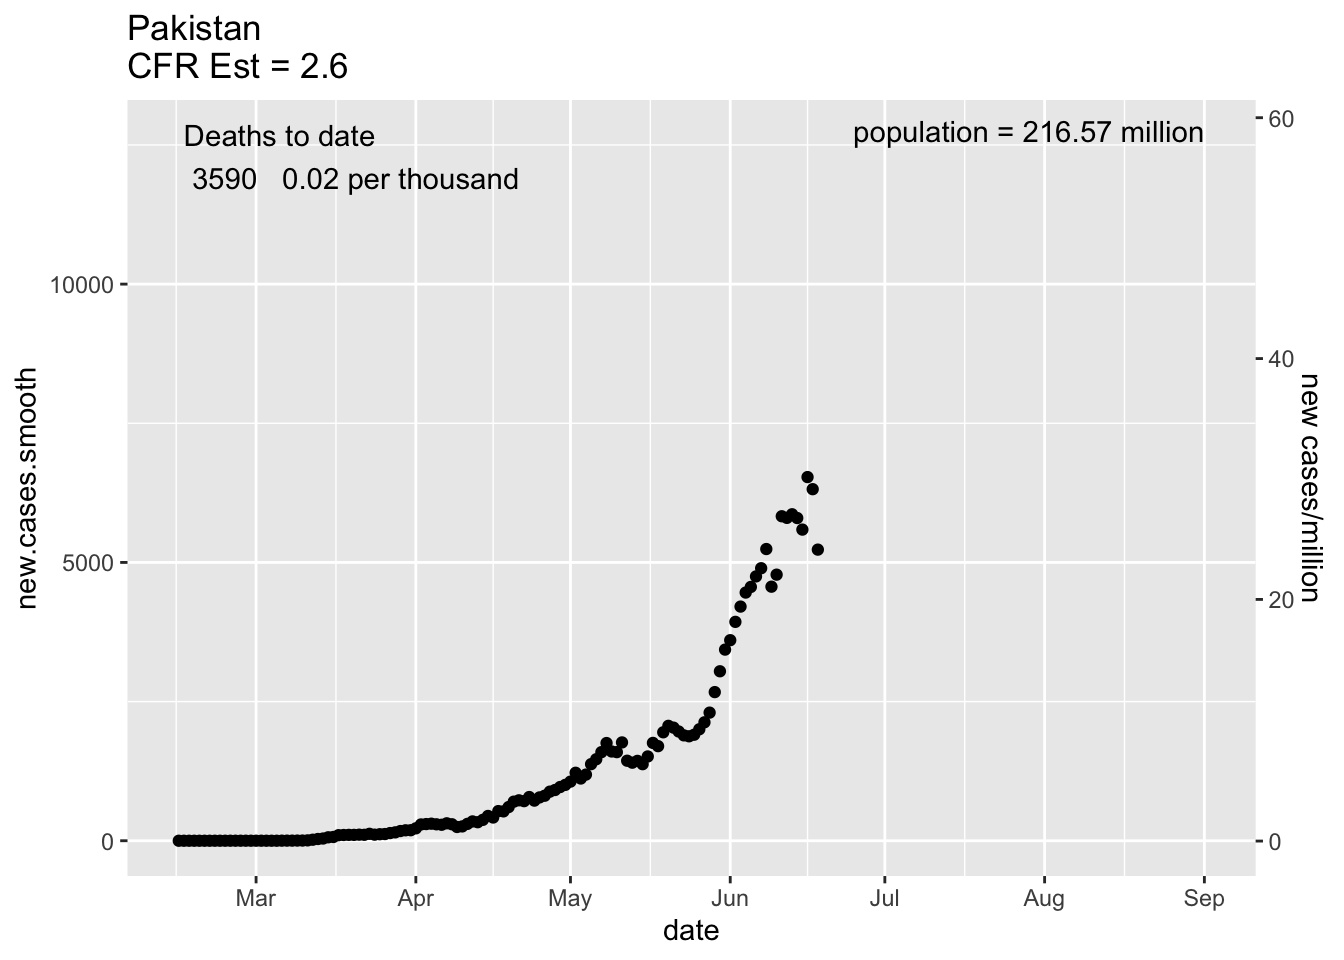 Pakistan
CFR Est = 2.6
Deaths to date
3590 0.02 per thousand
population = 216.57 million
10000
5000
0
new.cases.smooth
60
40
20
0
new cases/million
Mar Apr May Jun Jul Aug Sep
date